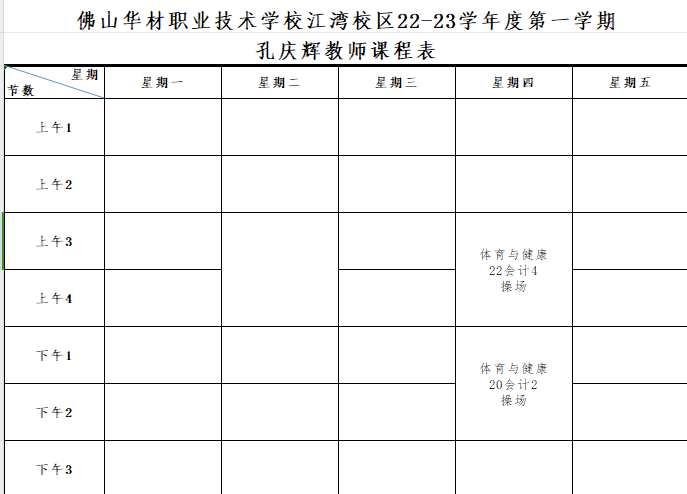 佛山华材职业技术学校江湾校区22-23学年度第一学期
孔庆辉教师课程表
星期
节数
星期一 星期二 星期三 星期四 星期五
上午1
上午2
上午3
体育与健康
22会计4
操场
上午4
下午1
体育与健康
20会计2
操场
下午2
下午3